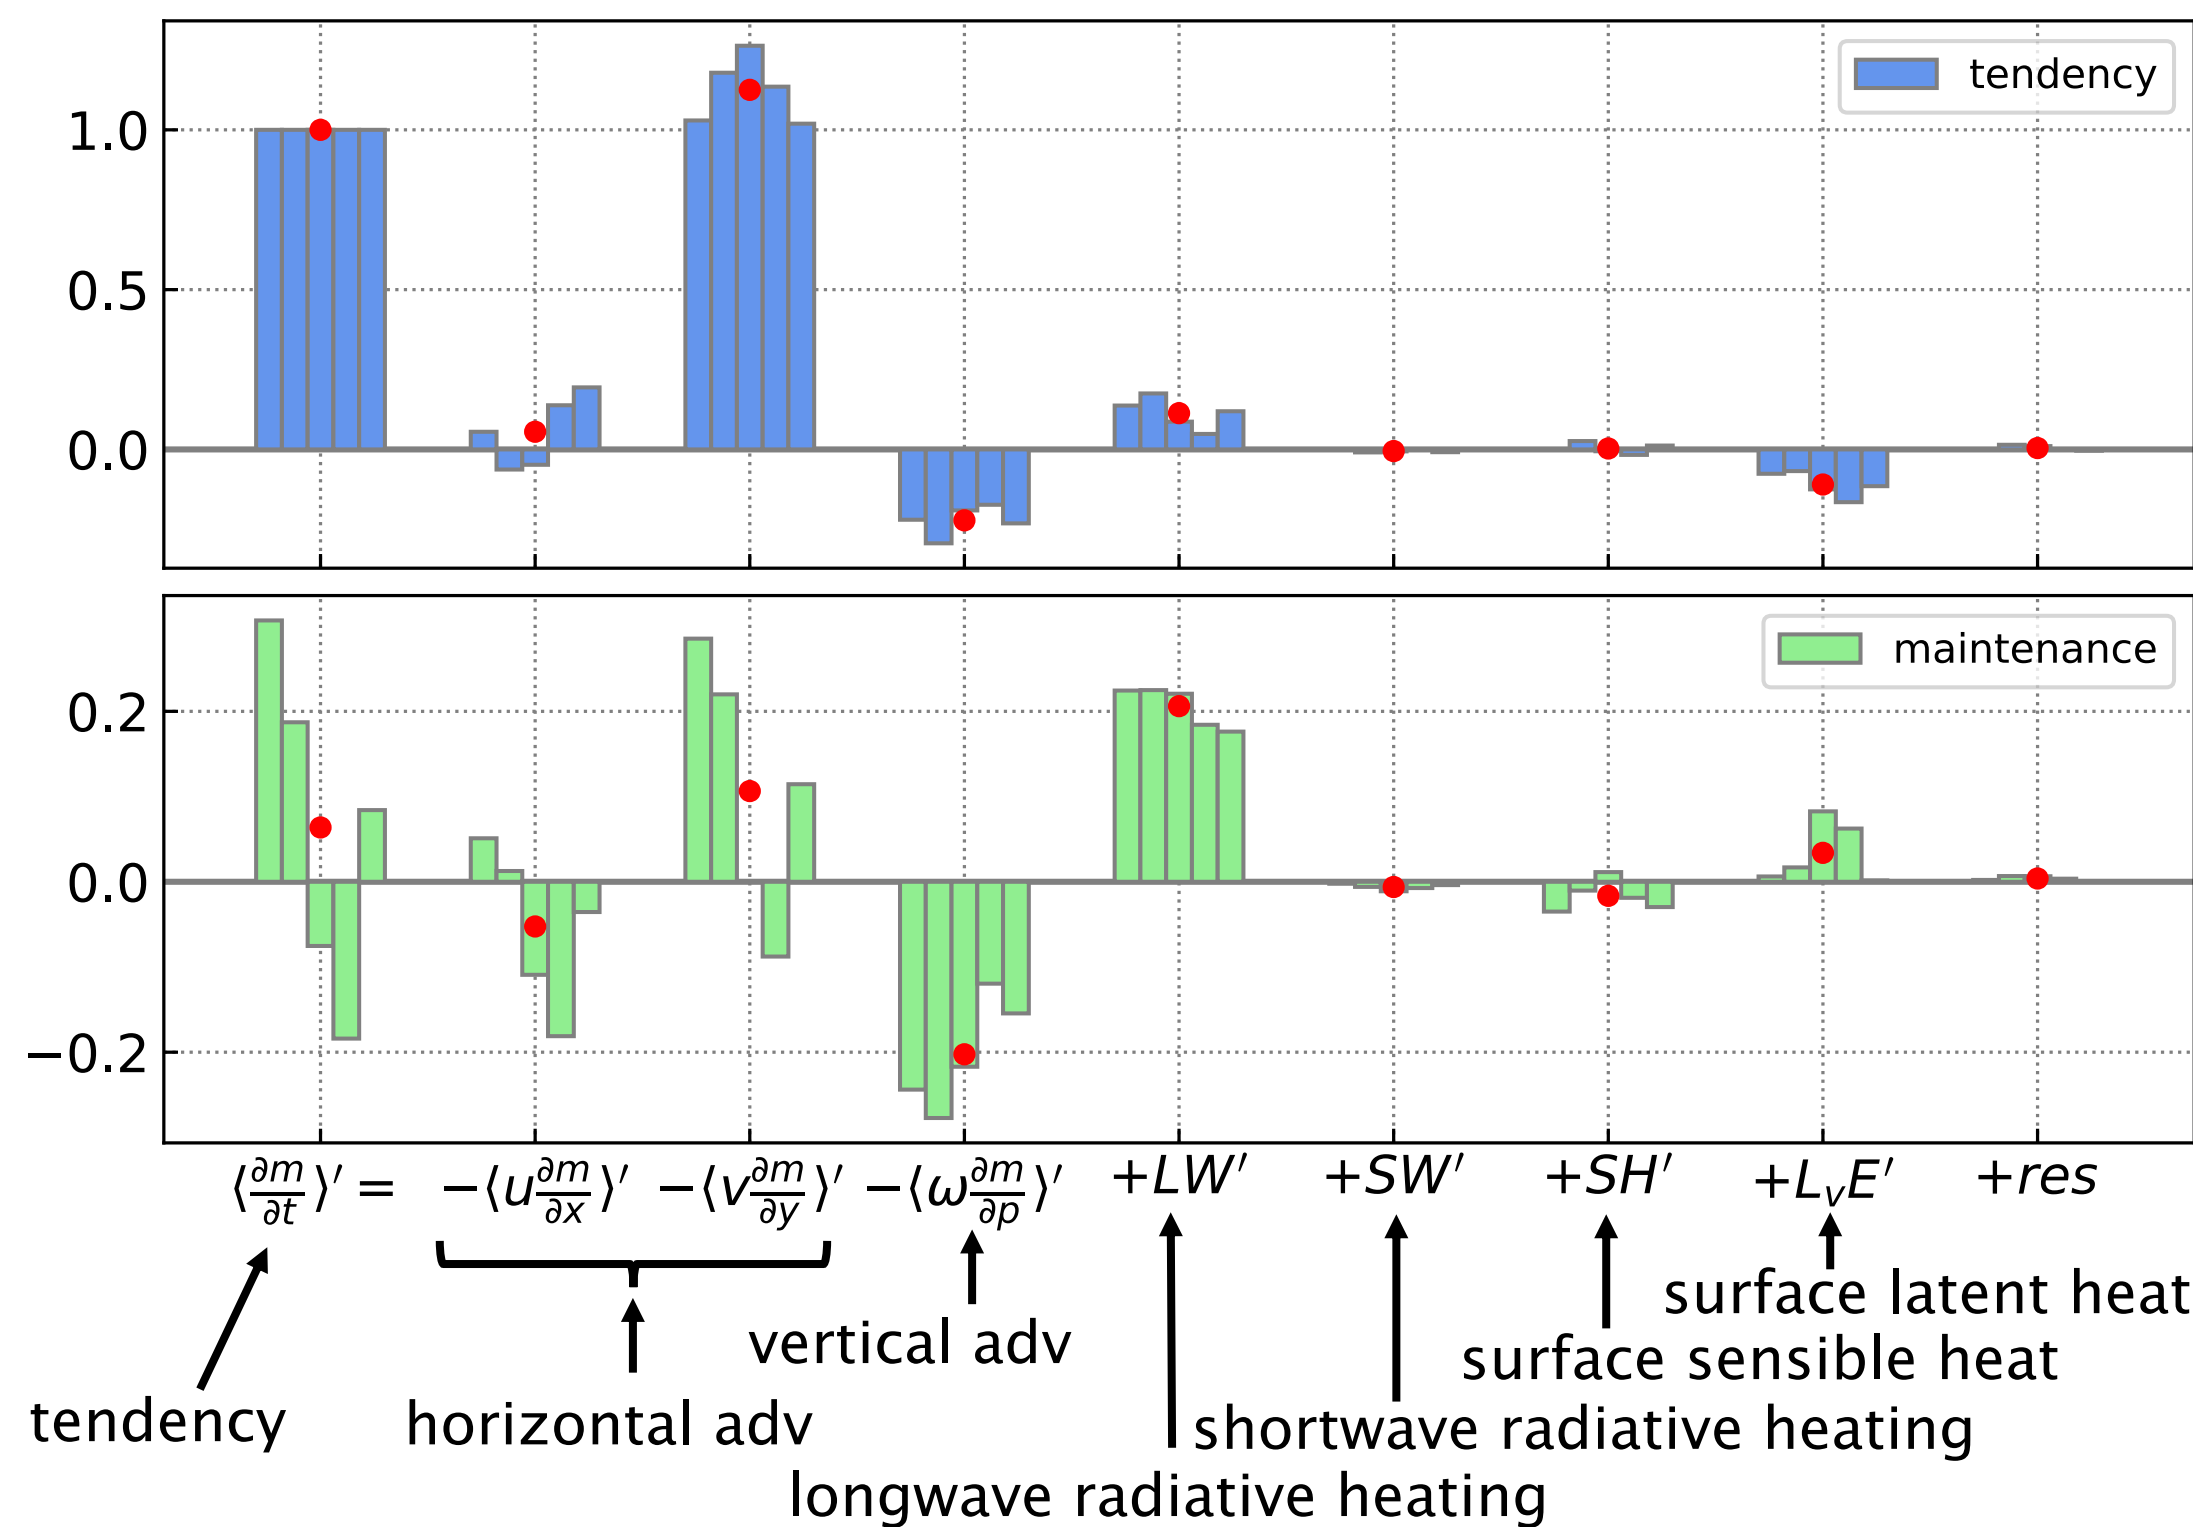 tendency
1.0
0.5
0.0
maintenance
0.2
0.0
−0.2
⟨∂m/∂t⟩′ = −⟨u∂m/∂x⟩′ −⟨v∂m/∂y⟩′ −⟨ω∂m/∂p⟩′ +LW′ +SW′ +SH′ +LᵥE′ +res
surface latent heat
vertical adv
surface sensible heat
tendency
horizontal adv
shortwave radiative heating
longwave radiative heating